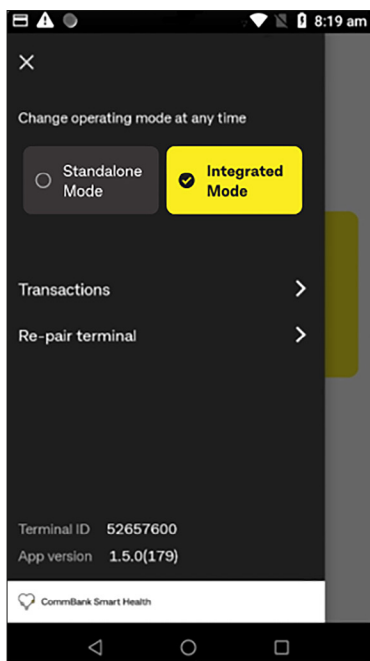 8:19 am
Change operating mode at any time
Standalone
Mode
Integrated
Mode
Transactions
Re-pair terminal
Terminal ID 52657600
App version 1.5.0(179)
CommBank Smart Health